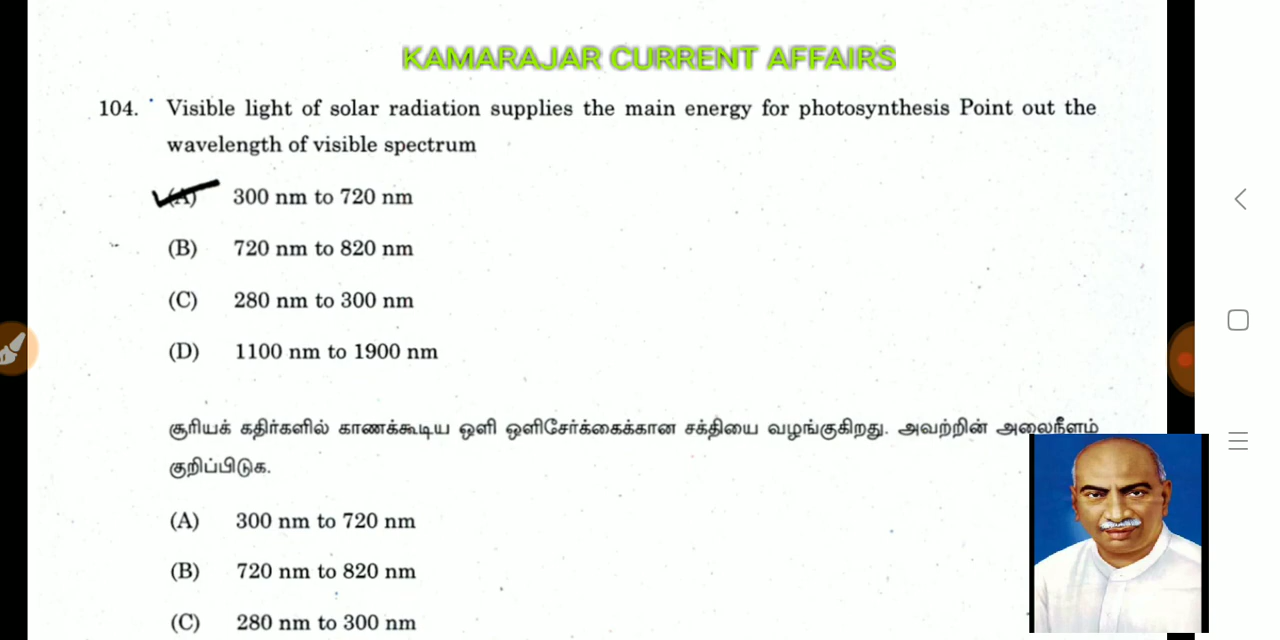 KAMARAJAR CURRENT AFFAIRS
104. Visible light of solar radiation supplies the main energy for photosynthesis Point out the
wavelength of visible spectrum
(A) 300 nm to 720 nm
(B) 720 nm to 820 nm
(C) 280 nm to 300 nm
(D) 1100 nm to 1900 nm
சூரியக் கதிர்களில் காணக்கூடிய ஒளி ஒளிசேர்க்கைக்கான சக்தியை வழங்குகிறது. அவற்றின் அலைநீளம்
குறிப்பிடுக.
(A) 300 nm to 720 nm
(B) 720 nm to 820 nm
(C) 280 nm to 300 nm